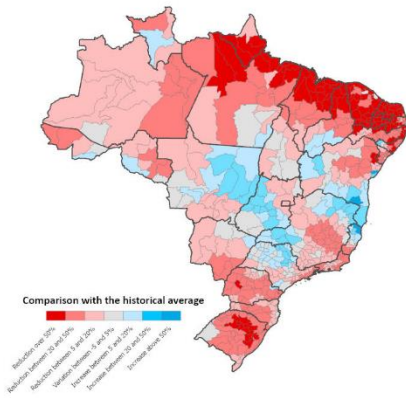 Comparison with the historical average
Reduction over 50%
Reduction between 20 and 50%
Reduction between 5 and 20%
Variation between -5 and 5%
Increase between 5 and 20%
Increase between 20 and 50%
Increase above 50%